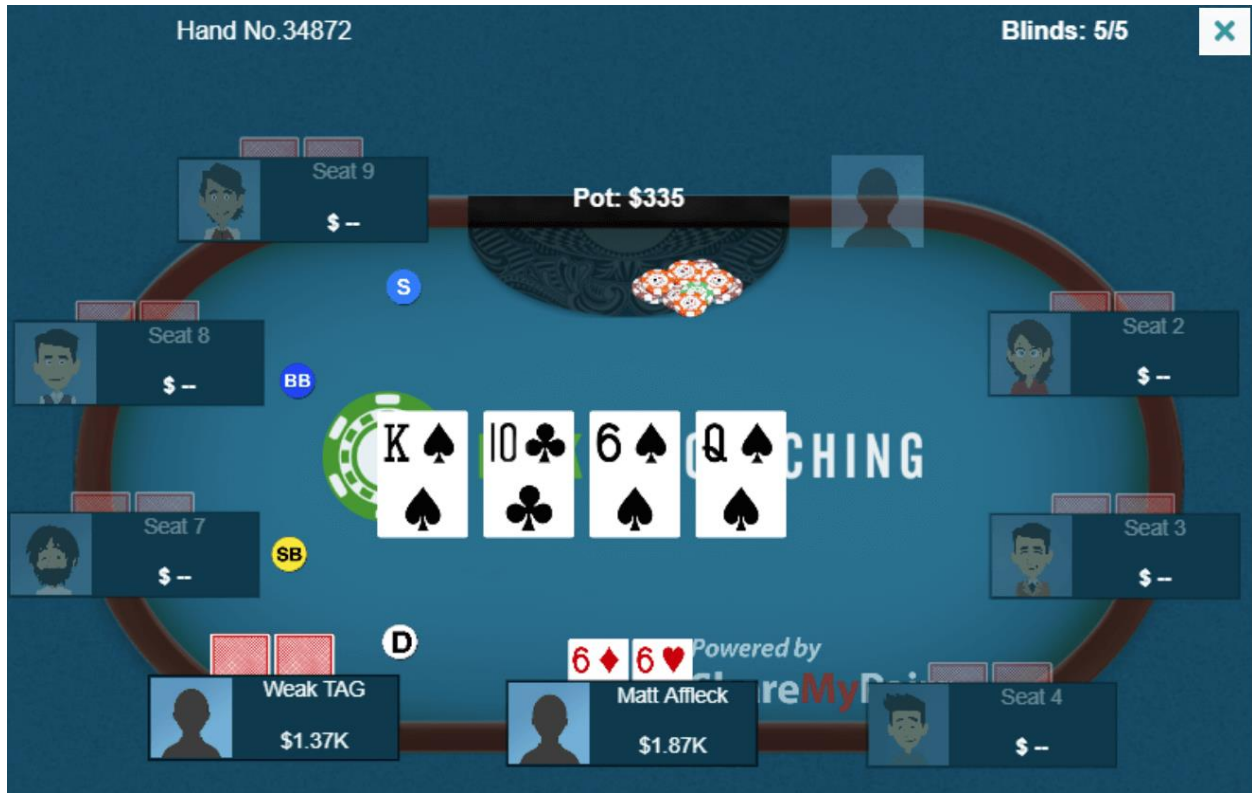 Hand No.34872
Blinds: 5/5
Seat 9
$ --
Pot: $335
S
Seat 8
$ --
BB
Seat 2
$ --
K
10
6
Q
CHING
Seat 7
$ --
SB
Seat 3
$ --
D
6 6
Powered by
Weak TAG
$1.37K
Matt Affleck
$1.87K
Seat 4
$ --